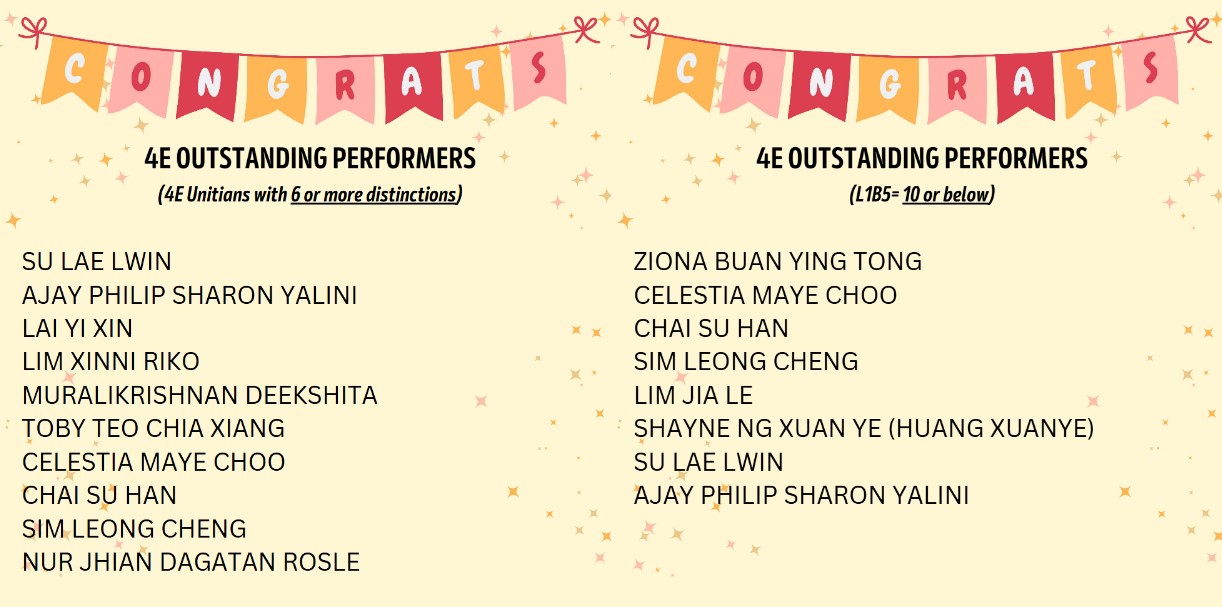 CONGRATS
4E OUTSTANDING PERFORMERS
(4E Unitians with 6 or more distinctions)
SU LAE LWIN
AJAY PHILIP SHARON YALINI
LAI YI XIN
LIM XINNI RIKO
MURALIKRISHNAN DEEKSHITA
TOBY TEO CHIA XIANG
CELESTIA MAYE CHOO
CHAI SU HAN
SIM LEONG CHENG
NUR JHIAN DAGATAN ROSLE
CONGRATS
4E OUTSTANDING PERFORMERS
(L1B5= 10 or below)
ZIONA BUAN YING TONG
CELESTIA MAYE CHOO
CHAI SU HAN
SIM LEONG CHENG
LIM JIA LE
SHAYNE NG XUAN YE (HUANG XUANYE)
SU LAE LWIN
AJAY PHILIP SHARON YALINI